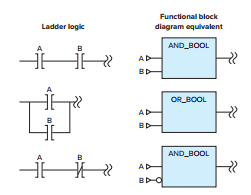 Ladder logic
Functional block
diagram equivalent
A B
AND_BOOL
A
B
A
B
OR_BOOL
A
B
A B
AND_BOOL
A
B